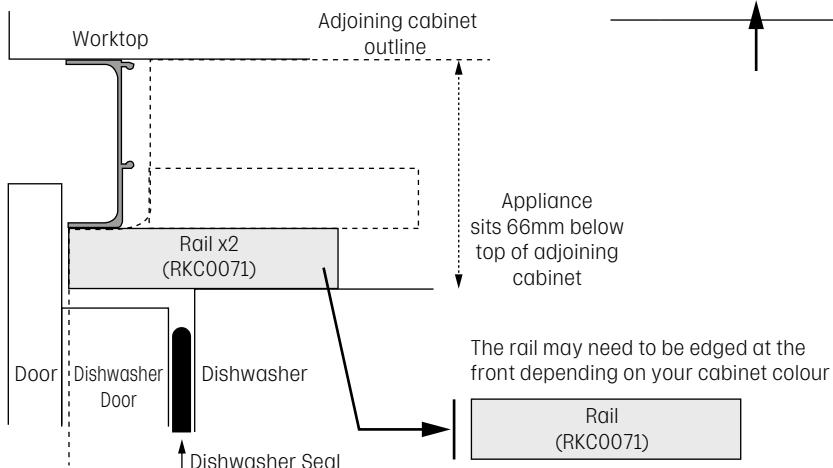 Worktop
Adjoining cabinet
outline
Appliance
sits 66mm below
top of adjoining
cabinet
Rail x2
(RKC0071)
Door
Dishwasher
Door
Dishwasher
The rail may need to be edged at the
front depending on your cabinet colour
Rail
(RKC0071)
Dishwasher Seal